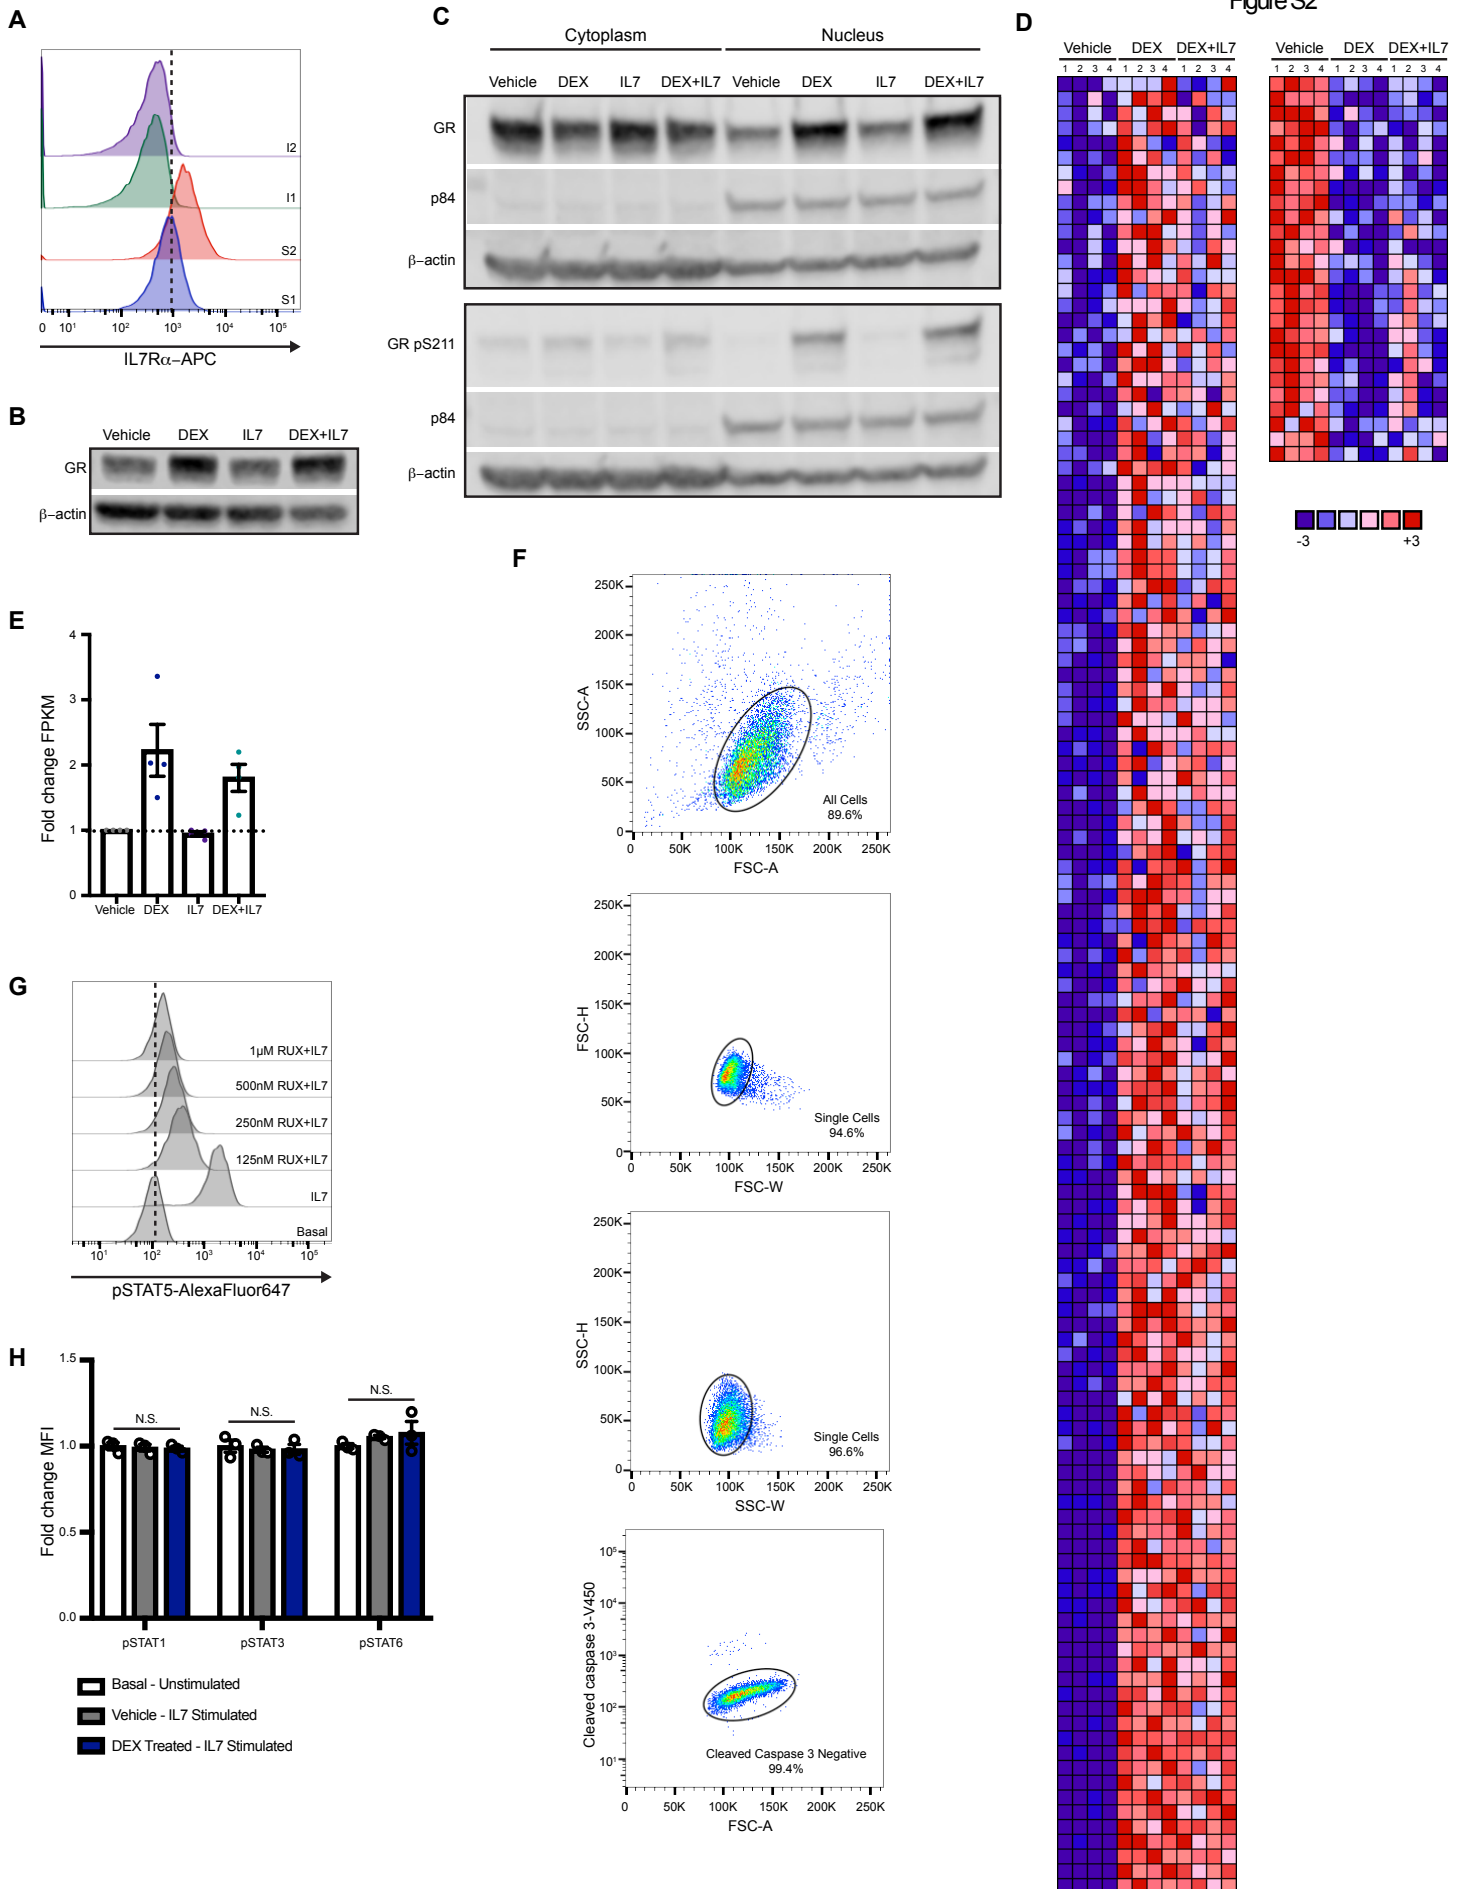 Figure S2
A
I2
I1
S2
S1
0 10¹ 10² 10³ 10⁴ 10⁵
IL7Rα–APC
B
Vehicle DEX IL7 DEX+IL7
GR
β–actin
C
Cytoplasm Nucleus
Vehicle DEX IL7 DEX+IL7 Vehicle DEX IL7 DEX+IL7
GR
p84
β–actin
GR pS211
p84
β–actin
D
Vehicle DEX DEX+IL7
1 2 3 4 1 2 3 4 1 2 3 4
Vehicle DEX DEX+IL7
1 2 3 4 1 2 3 4 1 2 3 4
-3 +3
E
Fold change FPKM
4
3
2
1
0
Vehicle DEX IL7 DEX+IL7
F
SSC-A
250K
200K
150K
100K
50K
0
All Cells
89.6%
0 50K 100K 150K 200K 250K
FSC-A
FSC-H
250K
200K
150K
100K
50K
0
Single Cells
94.6%
0 50K 100K 150K 200K 250K
FSC-W
SSC-H
250K
200K
150K
100K
50K
0
Single Cells
96.6%
0 50K 100K 150K 200K 250K
SSC-W
Cleaved caspase 3-V450
10⁵
10⁴
10³
10²
10¹
Cleaved Caspase 3 Negative
99.4%
0 50K 100K 150K 200K 250K
FSC-A
G
1µM RUX+IL7
500nM RUX+IL7
250nM RUX+IL7
125nM RUX+IL7
IL7
Basal
10¹ 10² 10³ 10⁴ 10⁵
pSTAT5-AlexaFluor647
H
Fold change MFI
1.5
1.0
0.5
0.0
N.S. N.S. N.S.
pSTAT1 pSTAT3 pSTAT6
Basal - Unstimulated
Vehicle - IL7 Stimulated
DEX Treated - IL7 Stimulated